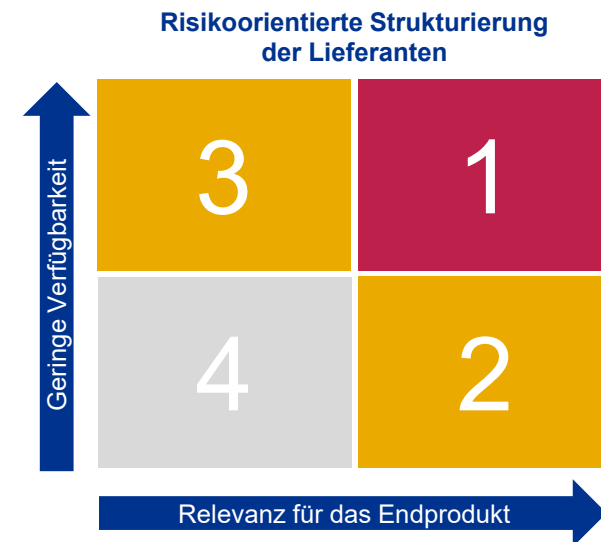 Risikoorientierte Strukturierung
der Lieferanten
Geringe Verfügbarkeit
3
1
4
2
Relevanz für das Endprodukt